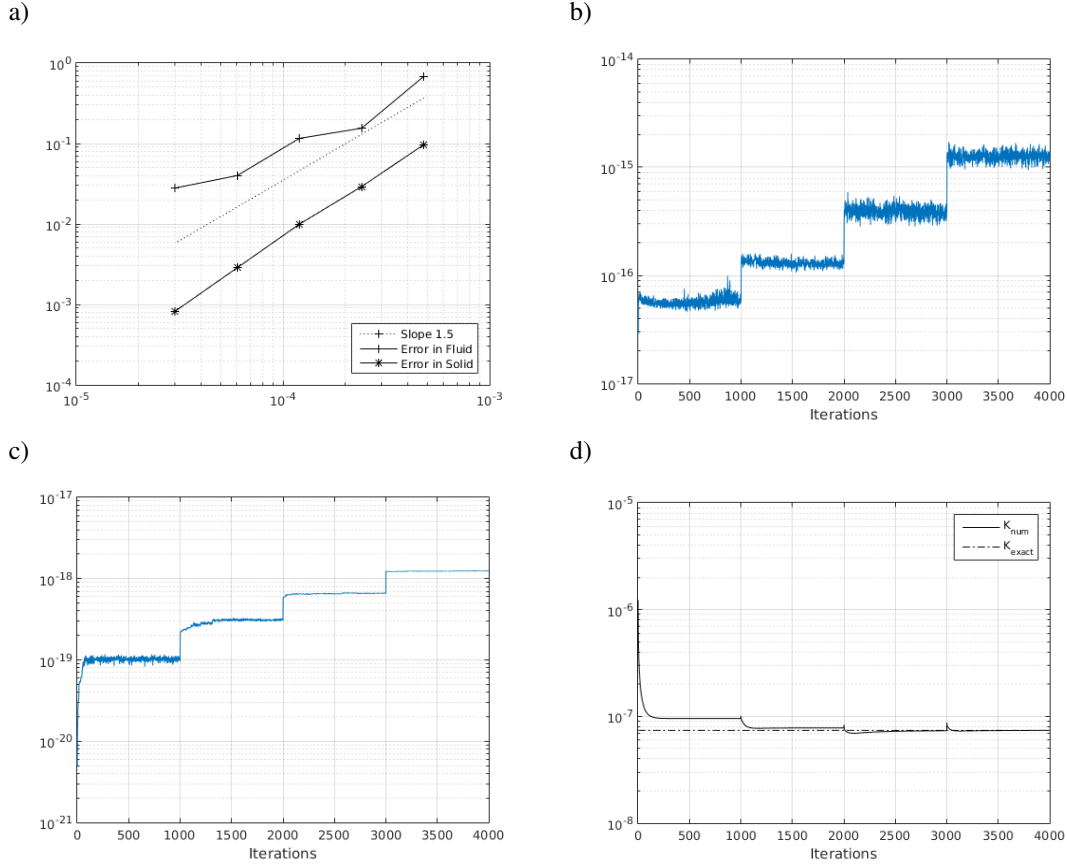 a)
10^0
10^-1
10^-2
10^-3
10^-4
10^-5
10^-4
10^-3
Slope 1.5
Error in Fluid
Error in Solid
b)
10^-14
10^-15
10^-16
10^-17
0 500 1000 1500 2000 2500 3000 3500 4000
Iterations
c)
10^-17
10^-18
10^-19
10^-20
10^-21
0 500 1000 1500 2000 2500 3000 3500 4000
Iterations
d)
10^-5
10^-6
10^-7
10^-8
0 500 1000 1500 2000 2500 3000 3500 4000
Iterations
K_num
K_exact